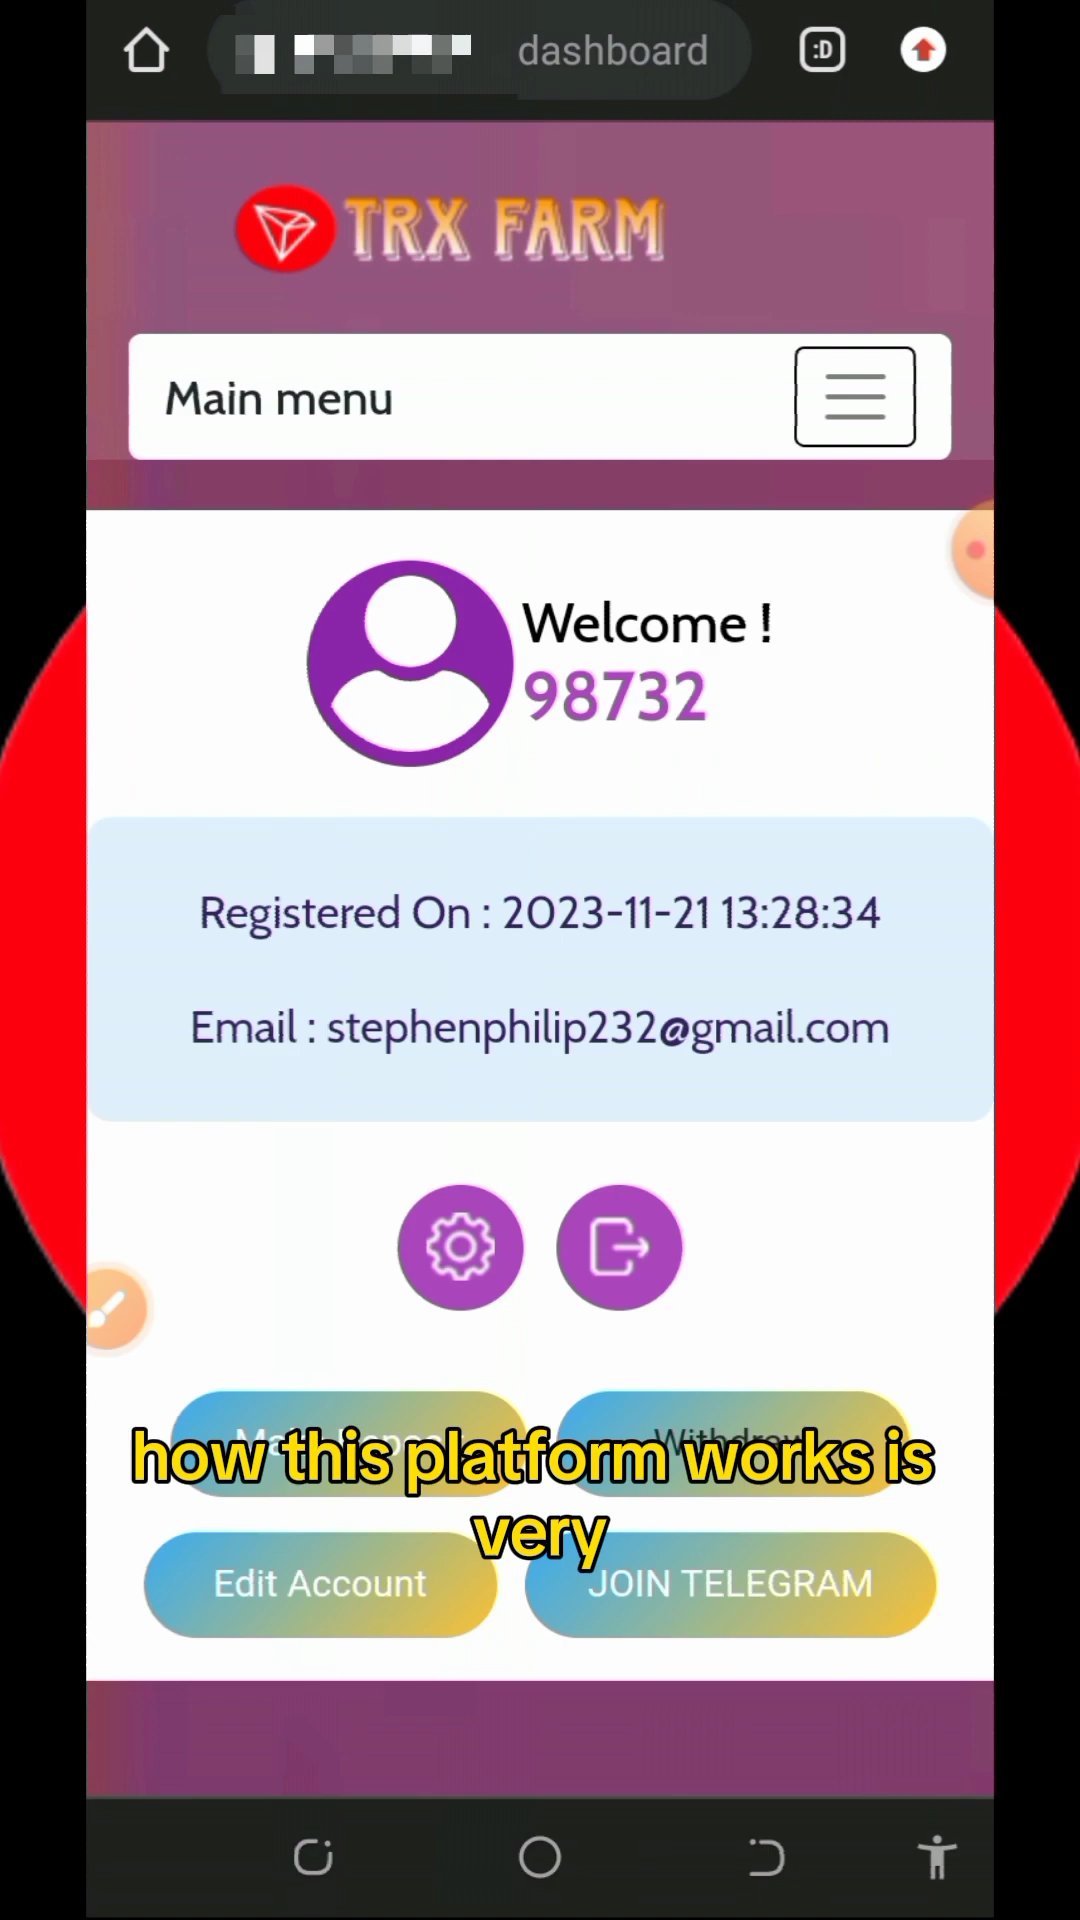 dashboard
:D
TRX FARM
Main menu
Welcome !
98732
Registered On : 2023-11-21 13:28:34
Email : stephenphilip232@gmail.com
Withdraw
how this platform works is
very
Edit Account
JOIN TELEGRAM